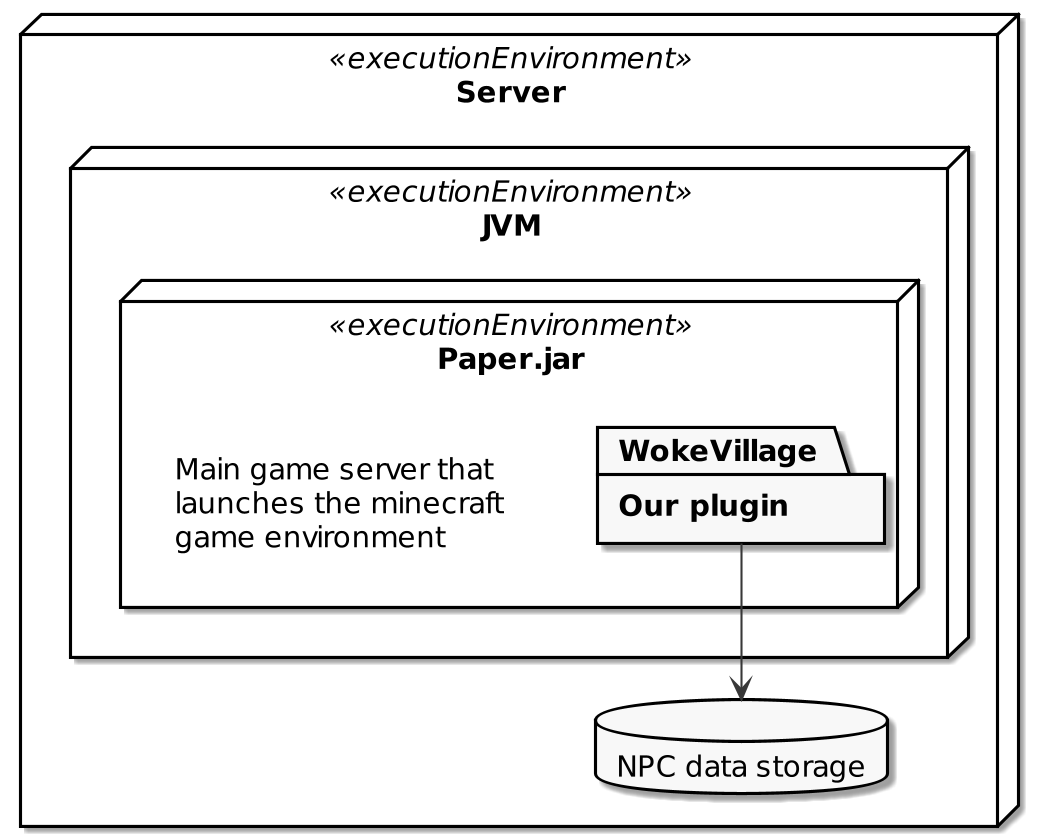 «executionEnvironment»
Server
«executionEnvironment»
JVM
«executionEnvironment»
Paper.jar
Main game server that
launches the minecraft
game environment
WokeVillage
Our plugin
NPC data storage